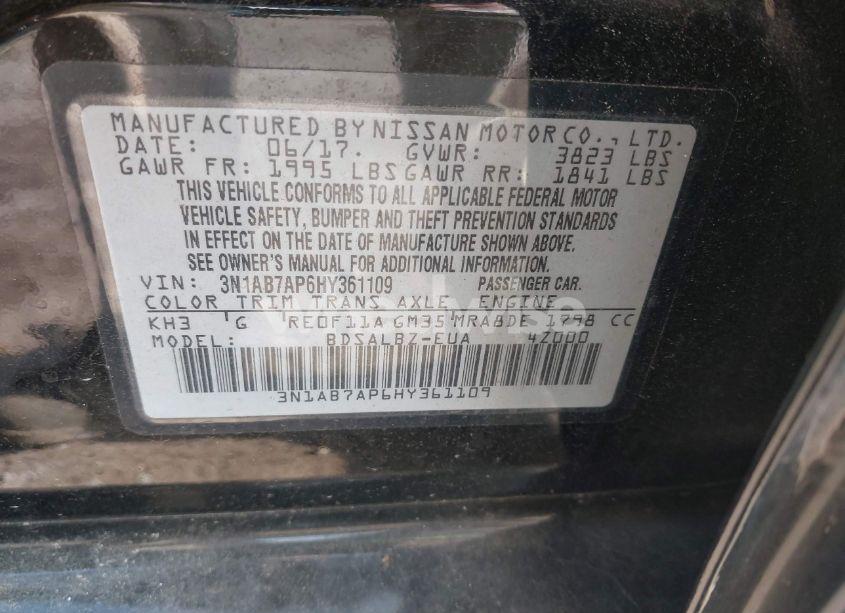 MANUFACTURED BY NISSAN MOTOR CO., LTD.
DATE: 06/17. GVWR: 3823 LBS
GAWR FR: 1995 LBS GAWR RR: 1841 LBS
THIS VEHICLE CONFORMS TO ALL APPLICABLE FEDERAL MOTOR
VEHICLE SAFETY, BUMPER AND THEFT PREVENTION STANDARDS
IN EFFECT ON THE DATE OF MANUFACTURE SHOWN ABOVE.
SEE OWNER'S MANUAL FOR ADDITIONAL INFORMATION.
VIN: 3N1AB7AP6HY361109 PASSENGER CAR.
COLOR TRIM TRANS AXLE ENGINE
KH3 'G RE0F11A GM35 MRA8DE 1798 CC
MODEL: BDSALBZ-EUA 4Z000
3N1AB7AP6HY361109